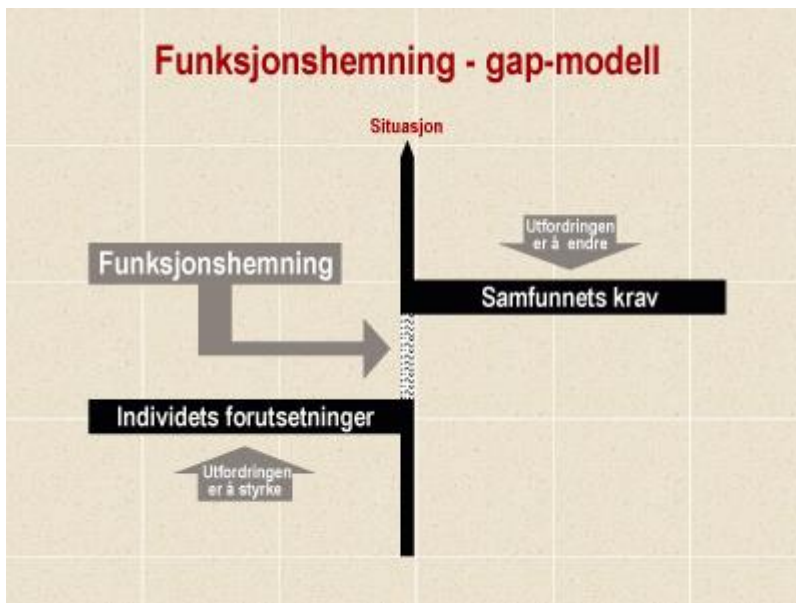 Funksjonshemning - gap-modell
Situasjon
Utfordringen
er å endre
Funksjonshemning
Samfunnets krav
Individets forutsetninger
Utfordringen
er å styrke